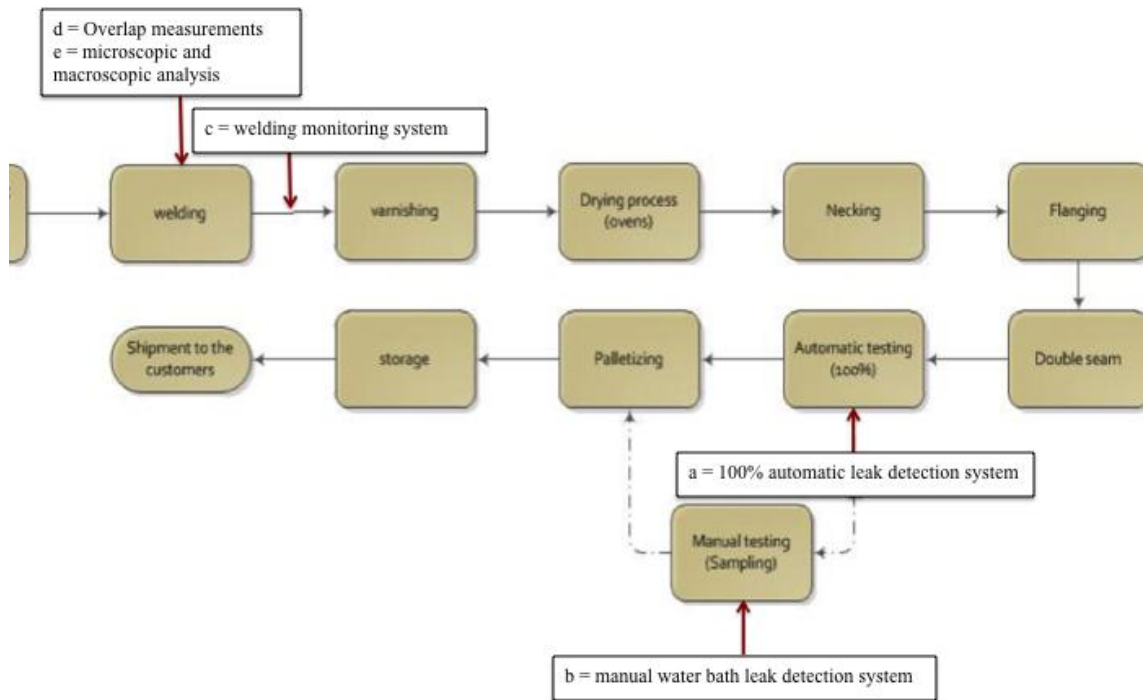 d = Overlap measurements
e = microscopic and
macroscopic analysis
c = welding monitoring system
welding
varnishing
Drying process
(ovens)
Necking
Flanging
Shipment to the
customers
storage
Palletizing
Automatic testing
(100%)
Double seam
a = 100% automatic leak detection system
Manual testing
(Sampling)
b = manual water bath leak detection system